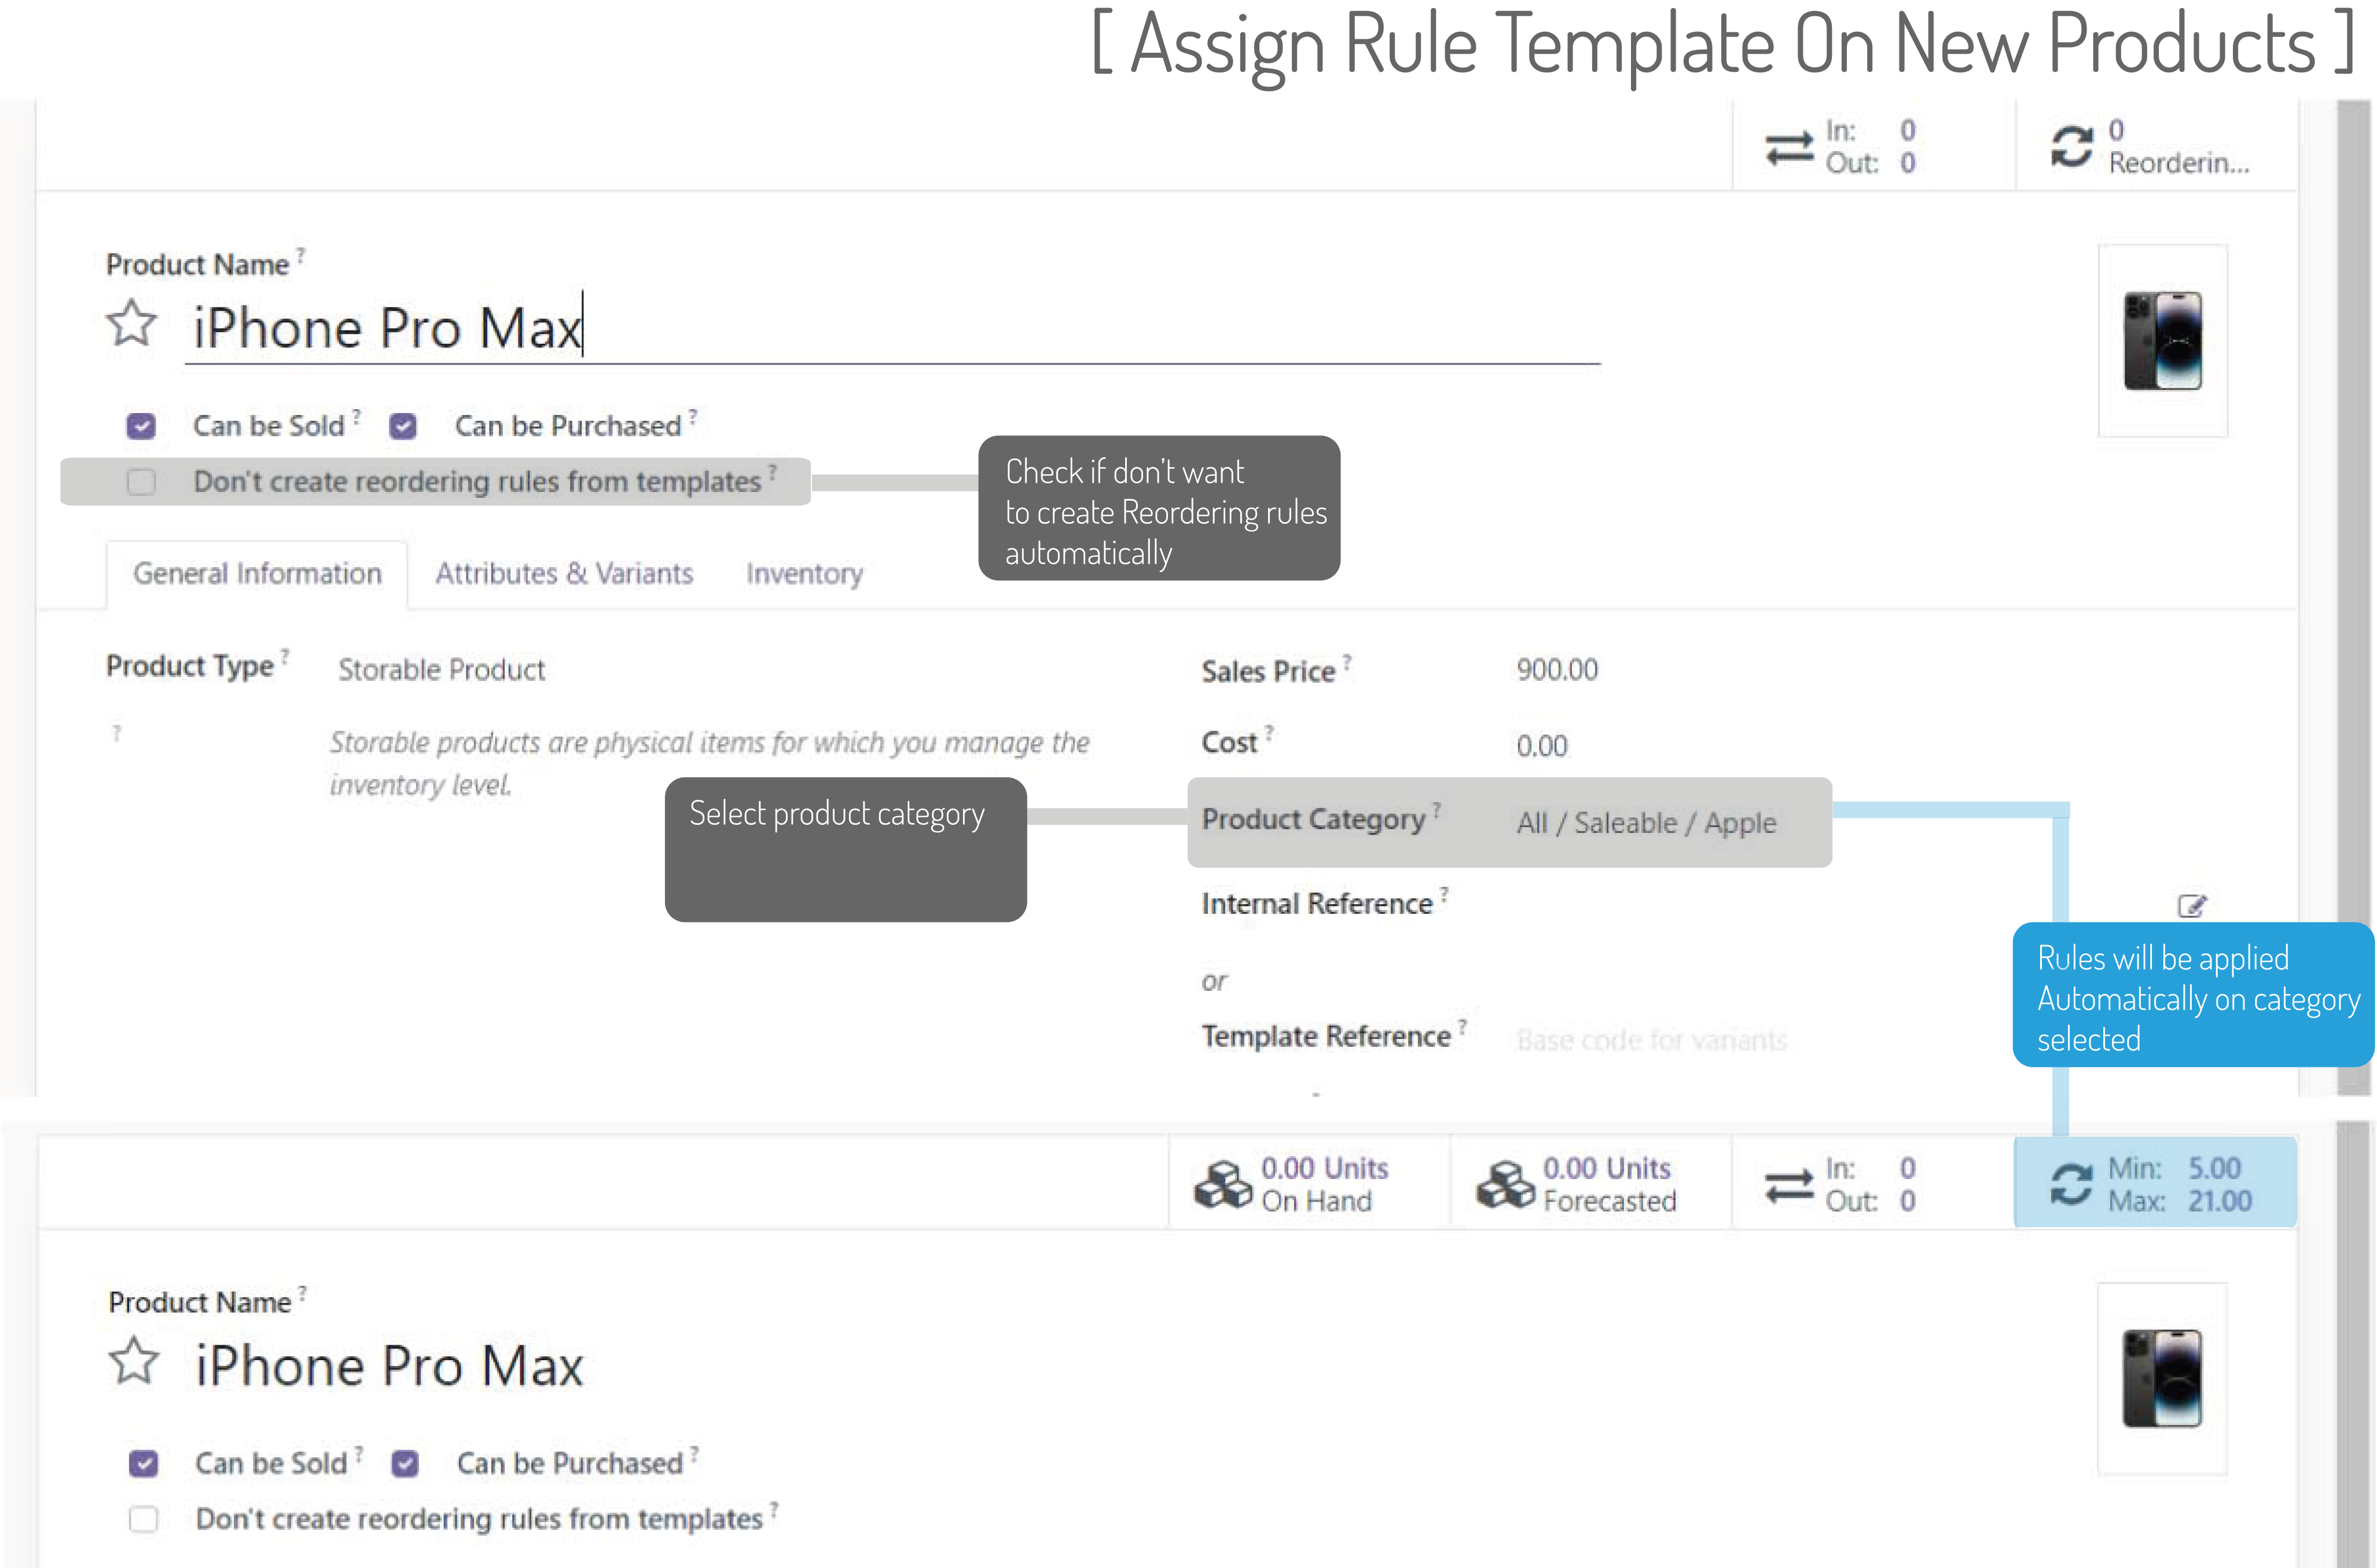 [ Assign Rule Template On New Products ]
In: 0
Out: 0
0
Reorderin...
Product Name ?
iPhone Pro Max
Can be Sold ? Can be Purchased ?
Don't create reordering rules from templates ?
Check if don't want
to create Reordering rules
automatically
General Information Attributes & Variants Inventory
Product Type ? Storable Product
? Storable products are physical items for which you manage the
inventory level.
Sales Price ? 900.00
Cost ? 0.00
Select product category
Product Category ? All / Saleable / Apple
Internal Reference ?
or
Template Reference ? Base code for variants
Rules will be applied
Automatically on category
selected
0.00 Units
On Hand
0.00 Units
Forecasted
In: 0
Out: 0
Min: 5.00
Max: 21.00
Product Name ?
iPhone Pro Max
Can be Sold ? Can be Purchased ?
Don't create reordering rules from templates ?